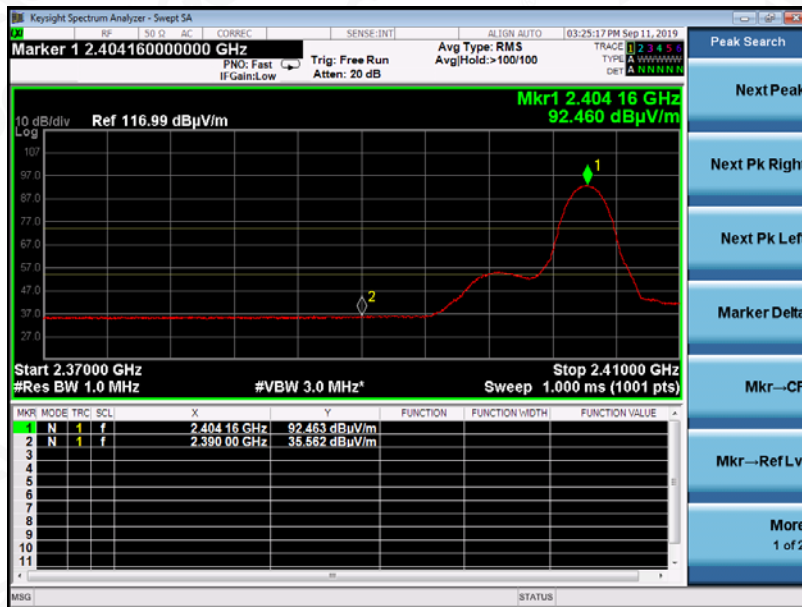 Keysight Spectrum Analyzer - Swept SA
RF 50 Ω AC CORREC SENSE:INT ALIGN AUTO 03:25:17 PM Sep 11, 2019
Marker 1 2.404160000000 GHz
PNO: Fast
IFGain:Low
Trig: Free Run
Atten: 20 dB
Avg Type: RMS
Avg|Hold:>100/100
TRACE 1 2 3 4 5 6
TYPE A WWWWW
DET A N N N N N
Mkr1 2.404 16 GHz
92.460 dBµV/m
10 dB/div Ref 116.99 dBµV/m
Log
107
97.0
87.0
77.0
67.0
57.0
47.0
37.0
27.0
1
2
Start 2.37000 GHz Stop 2.41000 GHz
#Res BW 1.0 MHz #VBW 3.0 MHz* Sweep 1.000 ms (1001 pts)
MKR MODE TRC SCL X Y FUNCTION FUNCTION WIDTH FUNCTION VALUE
1 N 1 f 2.404 16 GHz 92.463 dBµV/m
2 N 1 f 2.390 00 GHz 35.562 dBµV/m
3
4
5
6
7
8
9
10
11
MSG STATUS
Peak Search
Next Peak
Next Pk Right
Next Pk Left
Marker Delta
Mkr→CF
Mkr→Ref Lv
More
1 of 2